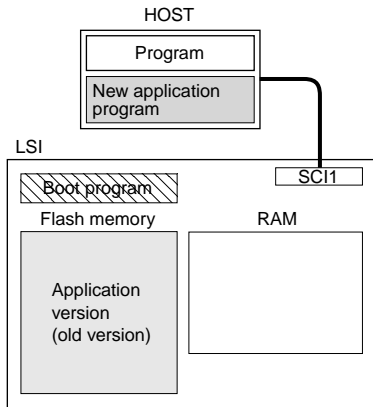 HOST
Program
New application
program
LSI
SCI1
Boot program
Flash memory
RAM
Application
version
(old version)